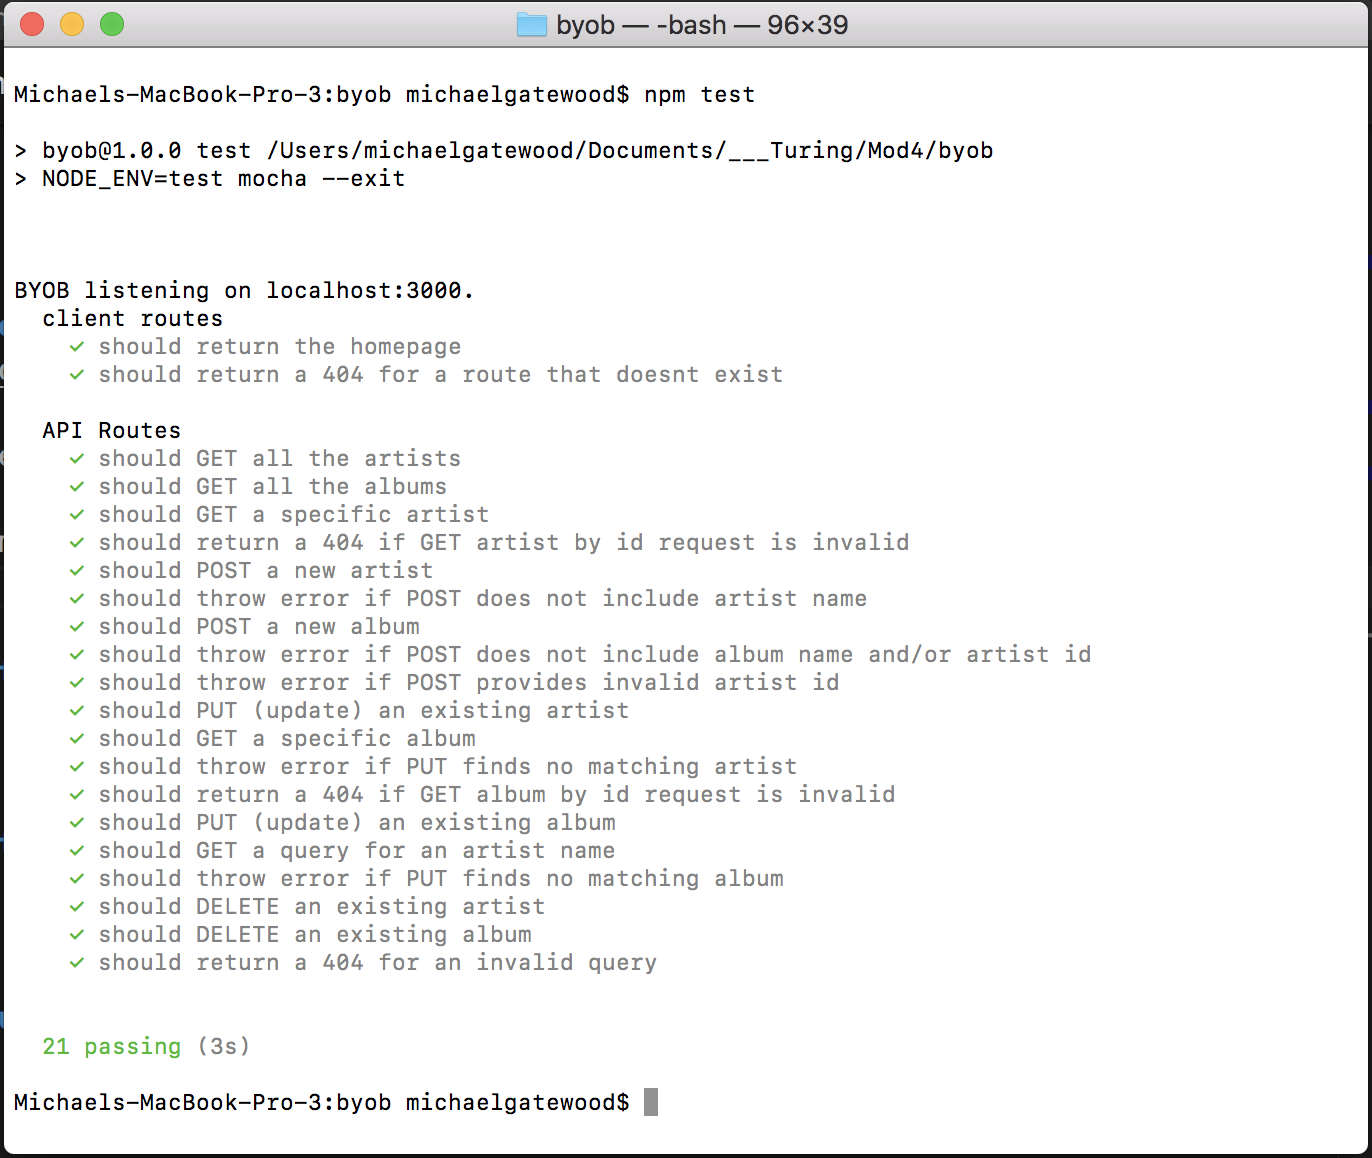 byob — -bash — 96×39
Michaels-MacBook-Pro-3:byob michaelgatewood$ npm test
> byob@1.0.0 test /Users/michaelgatewood/Documents/___Turing/Mod4/byob
> NODE_ENV=test mocha --exit
BYOB listening on localhost:3000.
client routes
✓ should return the homepage
✓ should return a 404 for a route that doesnt exist
API Routes
✓ should GET all the artists
✓ should GET all the albums
✓ should GET a specific artist
✓ should return a 404 if GET artist by id request is invalid
✓ should POST a new artist
✓ should throw error if POST does not include artist name
✓ should POST a new album
✓ should throw error if POST does not include album name and/or artist id
✓ should throw error if POST provides invalid artist id
✓ should PUT (update) an existing artist
✓ should GET a specific album
✓ should throw error if PUT finds no matching artist
✓ should return a 404 if GET album by id request is invalid
✓ should PUT (update) an existing album
✓ should GET a query for an artist name
✓ should throw error if PUT finds no matching album
✓ should DELETE an existing artist
✓ should DELETE an existing album
✓ should return a 404 for an invalid query
21 passing (3s)
Michaels-MacBook-Pro-3:byob michaelgatewood$